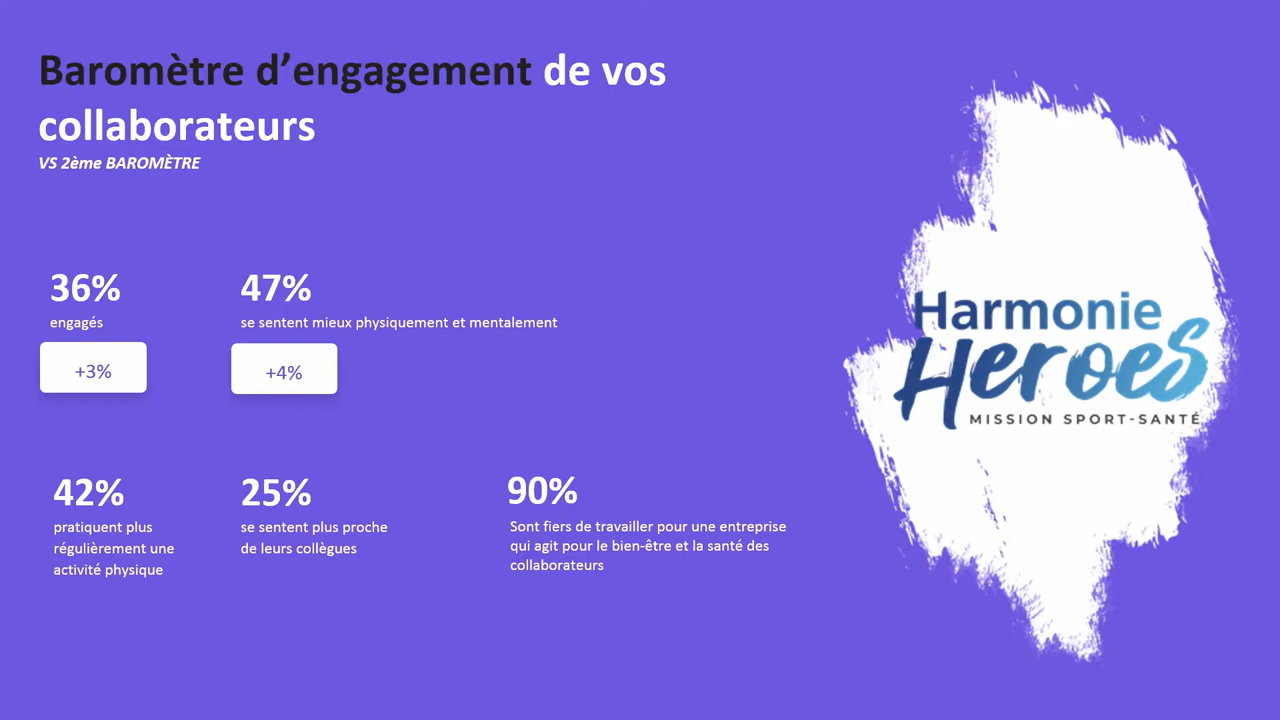 Baromètre d’engagement de vos
collaborateurs
VS 2ème BAROMÈTRE
36%
engagés
+3%
47%
se sentent mieux physiquement et mentalement
+4%
42%
pratiquent plus
régulièrement une
activité physique
25%
se sentent plus proche
de leurs collègues
90%
Sont fiers de travailler pour une entreprise
qui agit pour le bien-être et la santé des
collaborateurs
Harmonie
Heroes
MISSION SPORT-SANTÉ